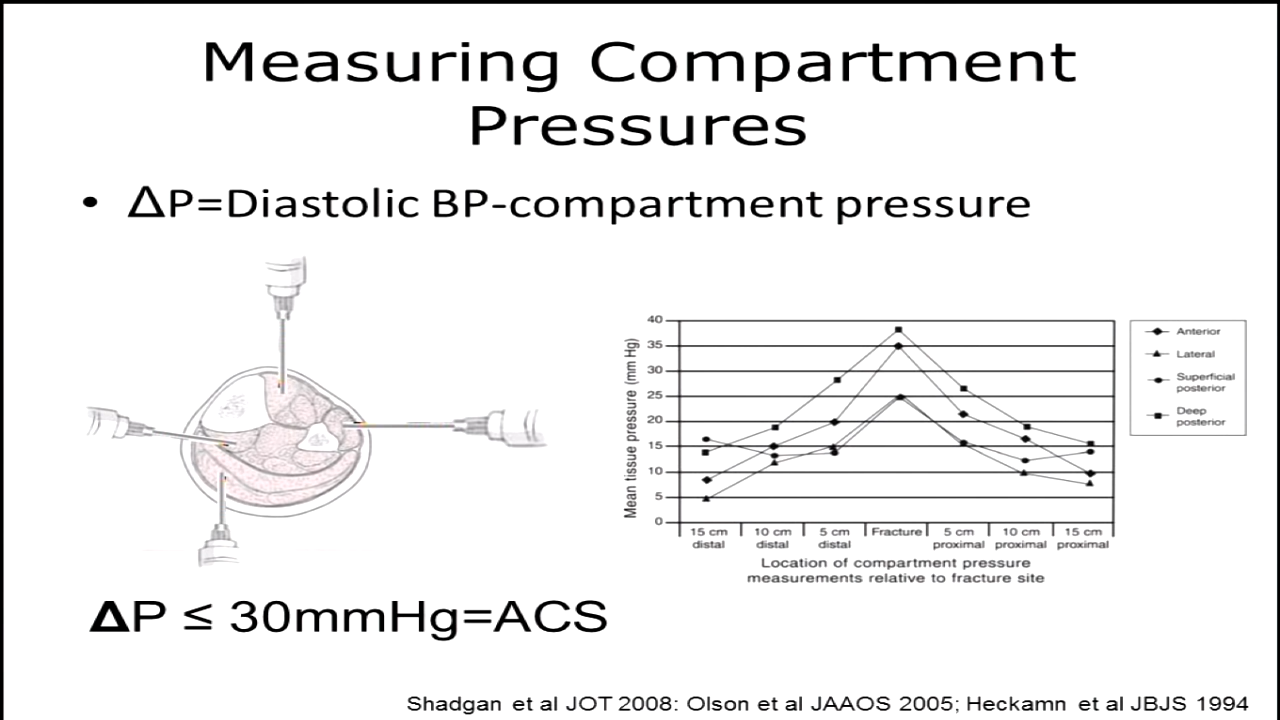 Measuring Compartment
Pressures
• ΔP=Diastolic BP-compartment pressure
40
35
30
25
20
15
10
5
0
Mean tissue pressure (mm Hg)
15 cm distal
10 cm distal
5 cm distal
Fracture
5 cm proximal
10 cm proximal
15 cm proximal
Location of compartment pressure
measurements relative to fracture site
Anterior
Lateral
Superficial
posterior
Deep
posterior
ΔP ≤ 30mmHg=ACS
Shadgan et al JOT 2008: Olson et al JAAOS 2005; Heckamn et al JBJS 1994